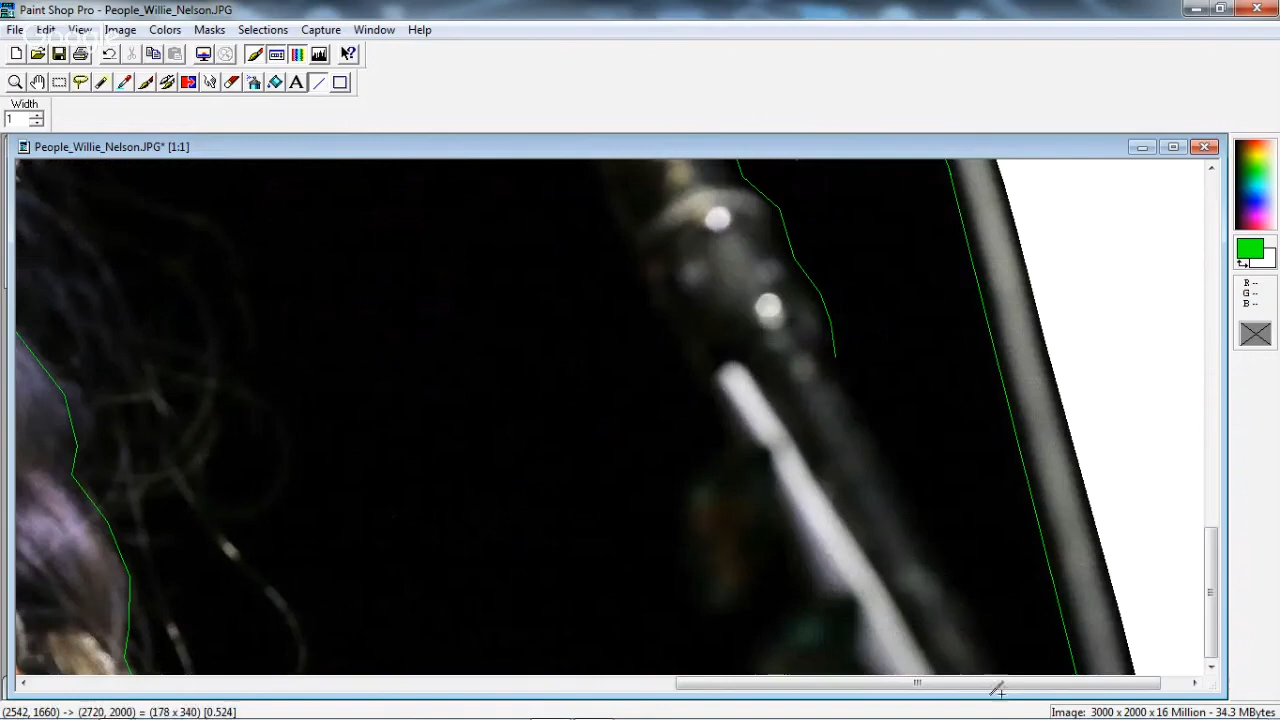 Paint Shop Pro - People_Willie_Nelson.JPG
File Edit View Image Colors Masks Selections Capture Window Help
Google
A
Width
1
People_Willie_Nelson.JPG* [1:1]
R --
G --
B --
(2542, 1660) -> (2720, 2000) = (178 x 340) [0.524]
Image: 3000 x 2000 x 16 Million - 34.3 MBytes